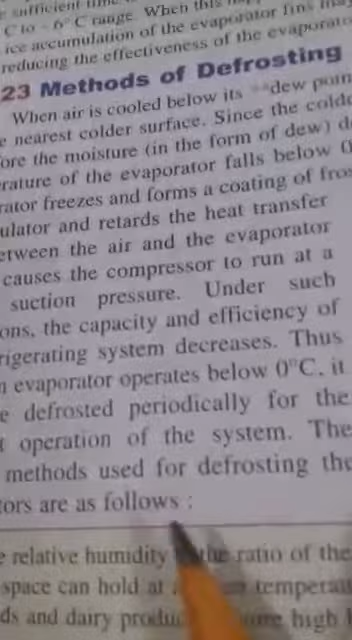 sufficient time
C to - 6° C range. When this
ice accumulation of the evaporator fins may
reducing the effectiveness of the evaporator
23 Methods of Defrosting
When air is cooled below its **dew poin
e nearest colder surface. Since the colde
ore the moisture (in the form of dew) d
rature of the evaporator falls below 0
rator freezes and forms a coating of fros
ulator and retards the heat transfer
etween the air and the evaporator
causes the compressor to run at a
suction pressure. Under such
ons, the capacity and efficiency of
rigerating system decreases. Thus
n evaporator operates below 0°C, it
e defrosted periodically for the
t operation of the system. The
methods used for defrosting the
tors are as follows :
e relative humidity the ratio of the
space can hold at temperat
ds and dairy produc high